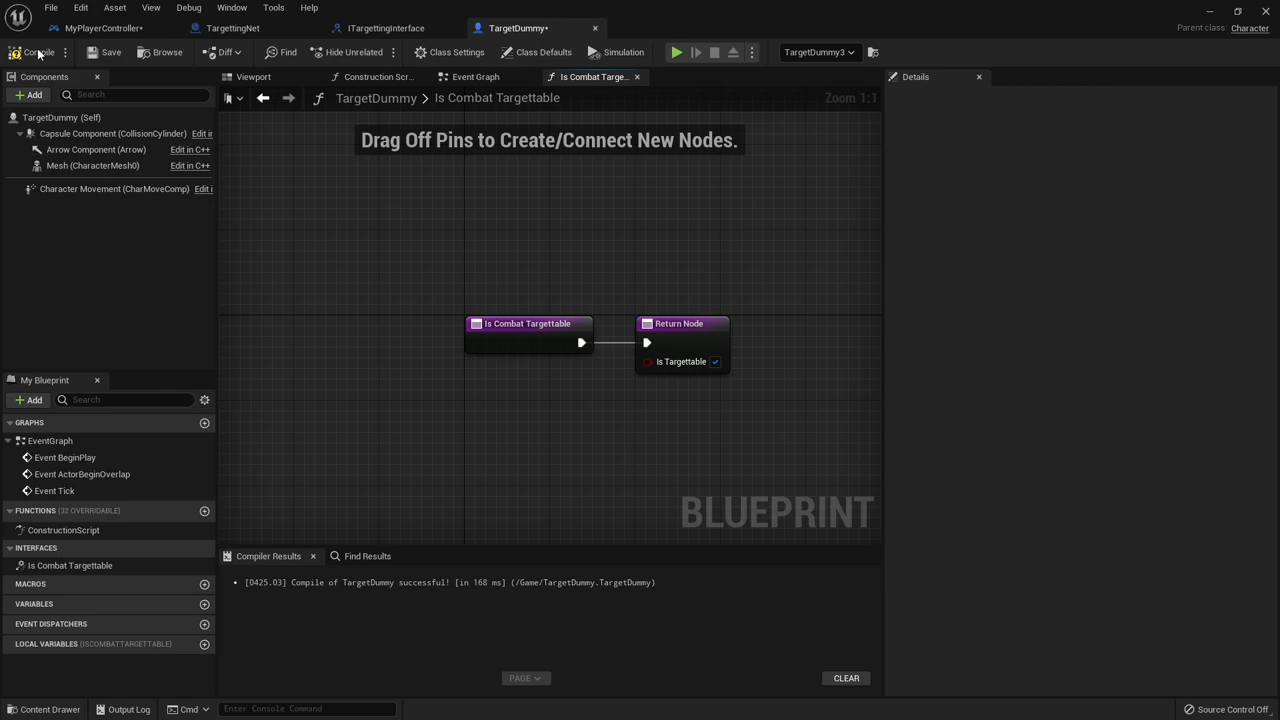 File Edit Asset View Debug Window Tools Help
MyPlayerController* TargettingNet ITargettingInterface TargetDummy* Parent class: Character
Compile Save Browse Diff Find Hide Unrelated Class Settings Class Defaults Simulation TargetDummy3
Components Viewport Construction Scr... Event Graph Is Combat Targe... Details
Add Search TargetDummy Is Combat Targettable Zoom 1:1
TargetDummy (Self)
Capsule Component (CollisionCylinder) Edit in
Arrow Component (Arrow) Edit in C++
Mesh (CharacterMesh0) Edit in C++
Character Movement (CharMoveComp) Edit i
Drag Off Pins to Create/Connect New Nodes.
Is Combat Targettable Return Node
Is Targettable
BLUEPRINT
My Blueprint
Add Search
GRAPHS
EventGraph
Event BeginPlay
Event ActorBeginOverlap
Event Tick
FUNCTIONS (32 OVERRIDABLE)
ConstructionScript
INTERFACES
Is Combat Targettable
MACROS
VARIABLES
EVENT DISPATCHERS
LOCAL VARIABLES (ISCOMBATTARGETTABLE)
Compiler Results Find Results
[0425.03] Compile of TargetDummy successful! [in 168 ms] (/Game/TargetDummy.TargetDummy)
PAGE CLEAR
Content Drawer Output Log Cmd Enter Console Command Source Control Off